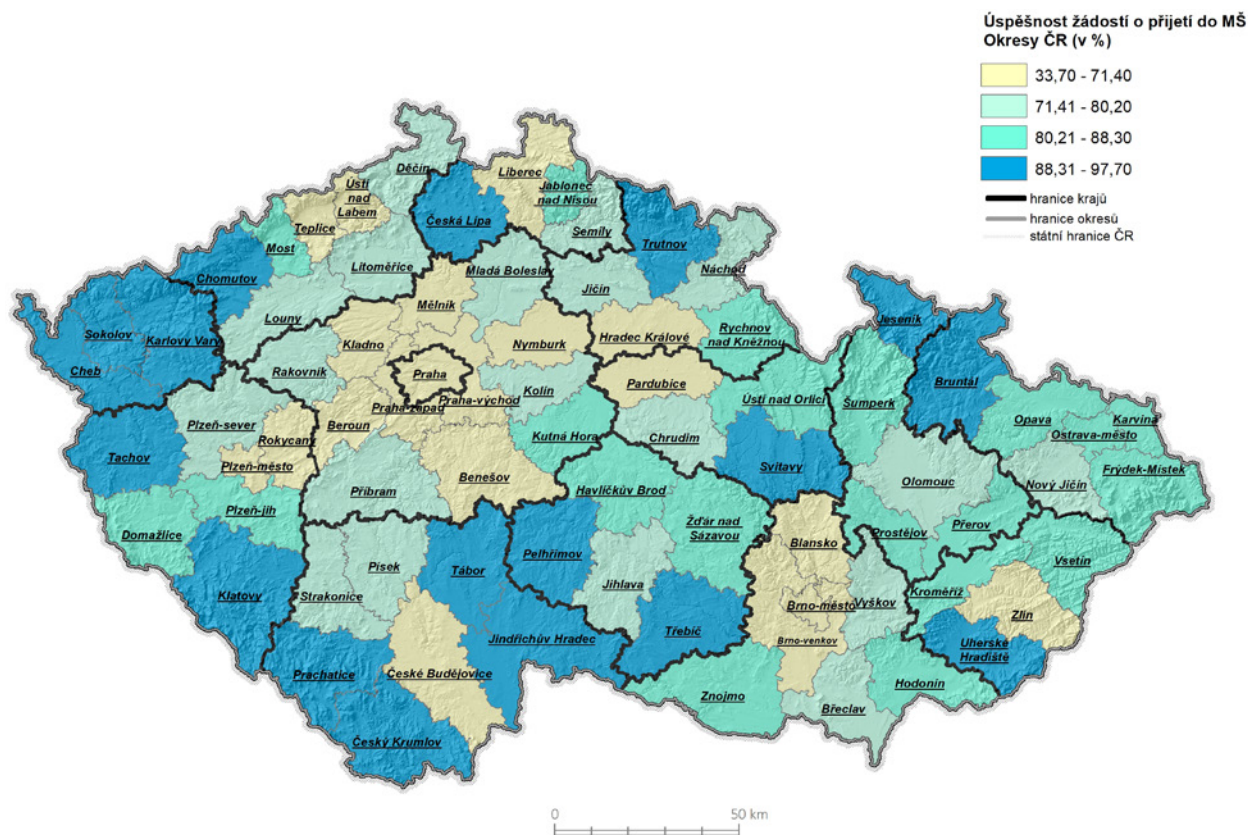 Úspěšnost žádostí o přijetí do MŠ
Okresy ČR (v %)
33,70 - 71,40
71,41 - 80,20
80,21 - 88,30
88,31 - 97,70
hranice krajů
hranice okresů
státní hranice ČR
Děčín
Liberec
Ústí
nad
Labem
Jablonec
nad Nisou
Teplice
Česká Lípa
Semily
Most
Trutnov
Chomutov
Litoměřice
Mladá Boleslav
Náchod
Jičín
Louny
Mělník
Jeseník
Sokolov
Karlovy Vary
Kladno
Nymburk
Hradec Králové
Rychnov
nad Kněžnou
Cheb
Rakovník
Praha
Bruntál
Kolín
Pardubice
Praha-západ
Praha-východ
Ústí nad Orlicí
Šumperk
Opava
Karviná
Plzeň-sever
Beroun
Ostrava-město
Rokycany
Kutná Hora
Chrudim
Tachov
Plzeň-město
Svitavy
Frýdek-Místek
Benešov
Olomouc
Nový Jičín
Příbram
Havlíčkův Brod
Plzeň-jih
Domažlice
Žďár nad
Sázavou
Přerov
Prostějov
Blansko
Pelhřimov
Vsetín
Písek
Tábor
Jihlava
Kroměříž
Klatovy
Strakonice
Brno-město
Vyškov
Zlín
Třebíč
Jindřichův Hradec
Brno-venkov
Uherské
Hradiště
Prachatice
České Budějovice
Hodonín
Znojmo
Břeclav
Český Krumlov
0 50 km